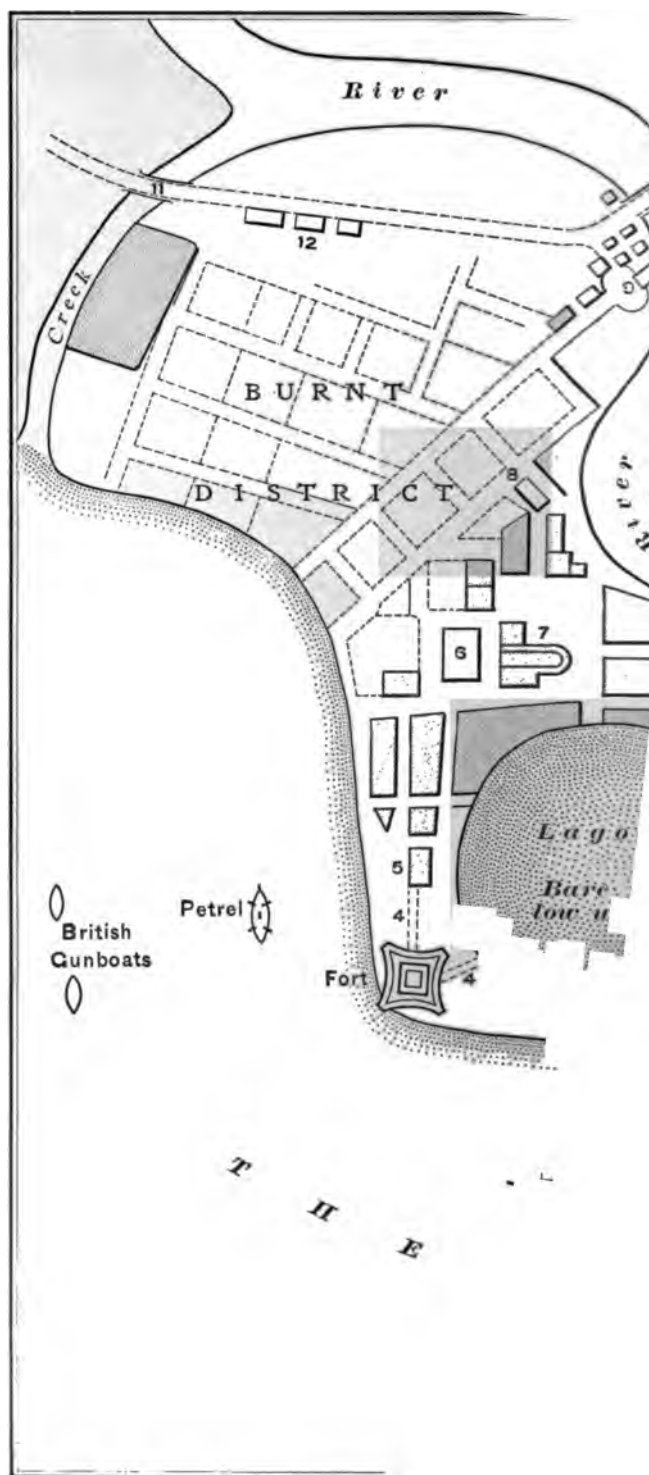 River
11
12
G
Creek
BURNT
DISTRICT
8
River
7
6
Lago
Bare
low u
5
Petrel
4
British
Gunboats
Fort
4
THE